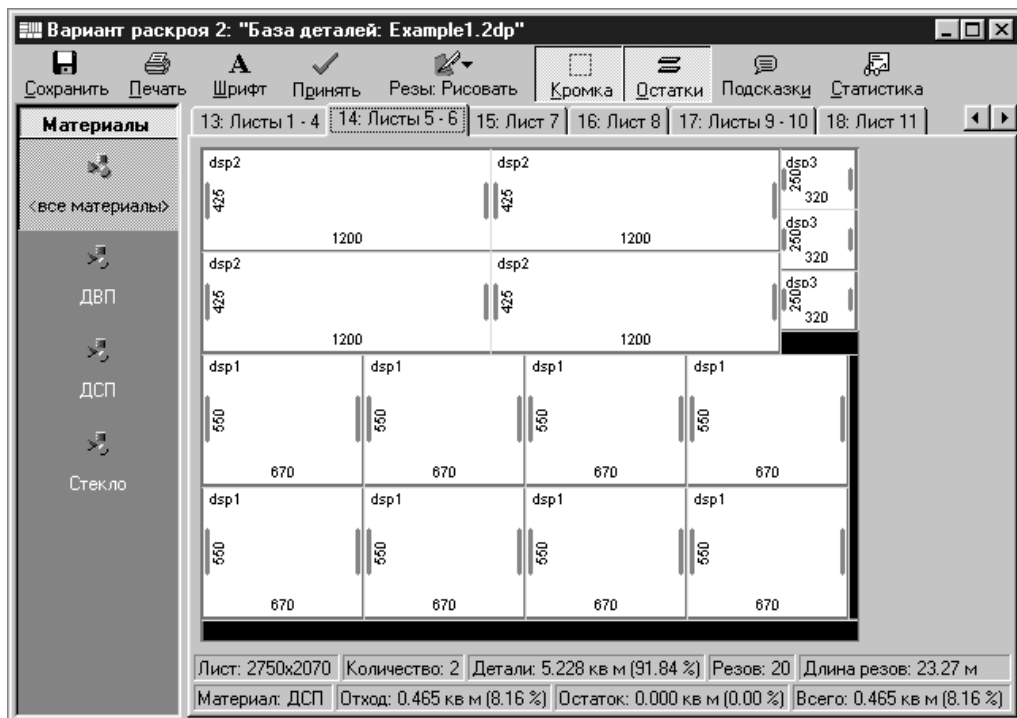 Вариант раскроя 2: "База деталей: Example1.2dp"
Сохранить Печать Шрифт Принять Резы: Рисовать Кромка Остатки Подсказки Статистика
Материалы
<все материалы>
ДВП
ДСП
Стекло
13: Листы 1 - 4 14: Листы 5 - 6 15: Лист 7 16: Лист 8 17: Листы 9 - 10 18: Лист 11
dsp2 dsp2 dsp3
425 425 250
320
1200 1200
dsp3
250
320
dsp2 dsp2
425 425
dsp3
250
320
1200 1200
dsp1 dsp1 dsp1 dsp1
550 550 550 550
670 670 670 670
dsp1 dsp1 dsp1 dsp1
550 550 550 550
670 670 670 670
Лист: 2750x2070 Количество: 2 Детали: 5.228 кв м (91.84 %) Резов: 20 Длина резов: 23.27 м
Материал: ДСП Отход: 0.465 кв м (8.16 %) Остаток: 0.000 кв м (0.00 %) Всего: 0.465 кв м (8.16 %)